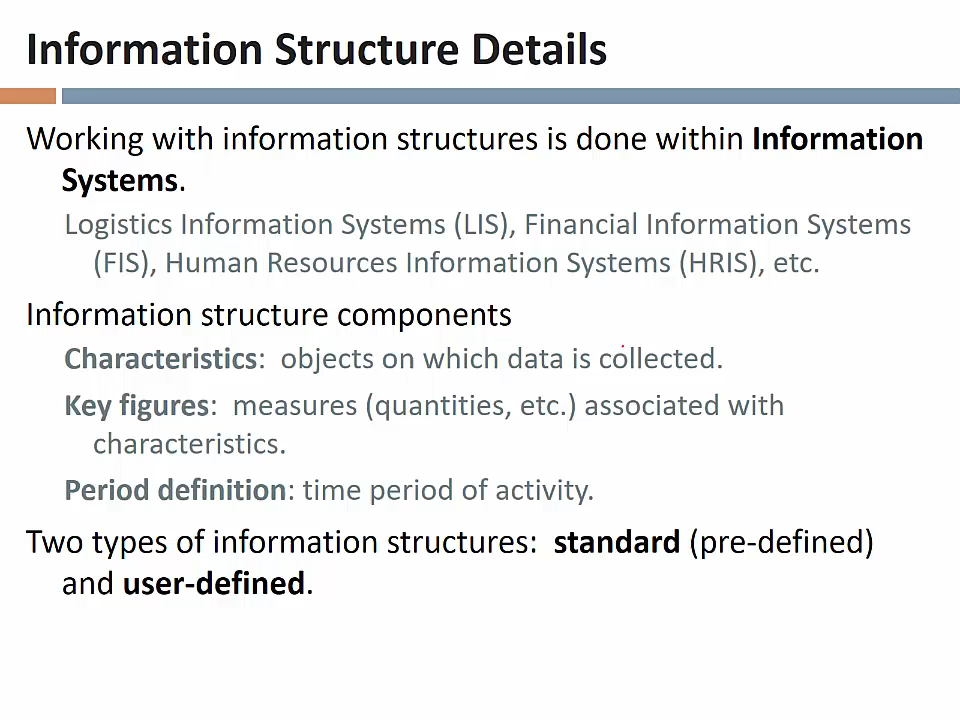 Information Structure Details
Working with information structures is done within Information
Systems.
Logistics Information Systems (LIS), Financial Information Systems
(FIS), Human Resources Information Systems (HRIS), etc.
Information structure components
Characteristics: objects on which data is collected.
Key figures: measures (quantities, etc.) associated with
characteristics.
Period definition: time period of activity.
Two types of information structures: standard (pre-defined)
and user-defined.